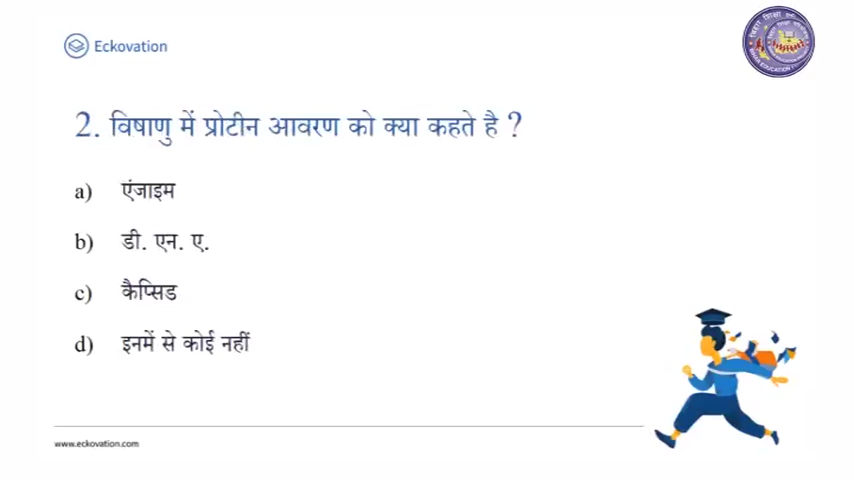 Eckovation
2. विषाणु में प्रोटीन आवरण को क्या कहते है ?
a) एंजाइम
b) डी. एन. ए.
c) कैप्सिड
d) इनमें से कोई नहीं
www.eckovation.com